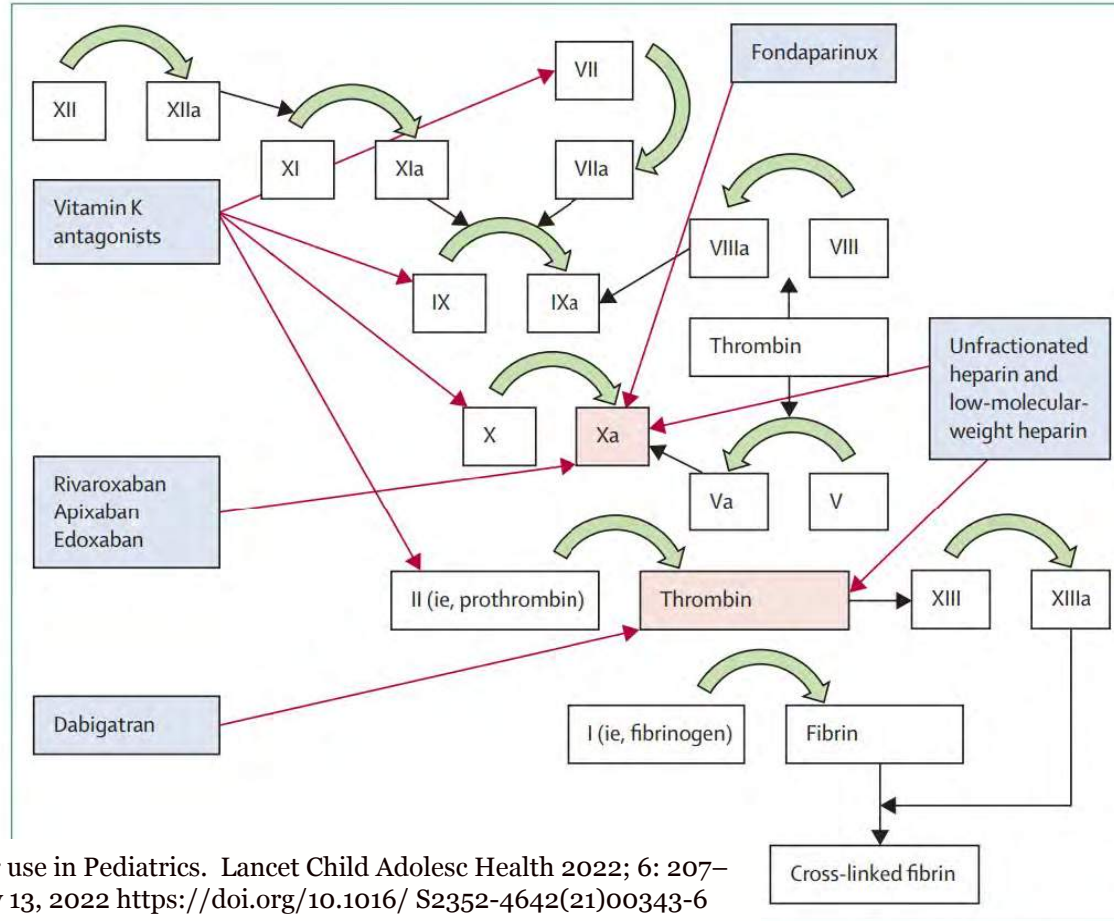 VII
Fondaparinux
XII
XIIa
XI
XIa
VIIa
Vitamin K
antagonists
VIIIa
VIII
IX
IXa
Thrombin
Unfractionated
heparin and
low-molecular-
weight heparin
X
Xa
Rivaroxaban
Apixaban
Edoxaban
Va
V
II (ie, prothrombin)
Thrombin
XIII
XIIIa
Dabigatran
I (ie, fibrinogen)
Fibrin
Cross-linked fibrin
r use in Pediatrics. Lancet Child Adolesc Health 2022; 6: 207–
13, 2022 https://doi.org/10.1016/ S2352-4642(21)00343-6